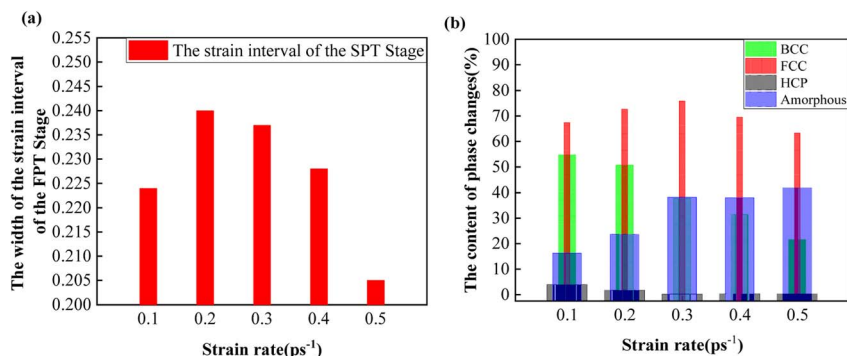 (a)
The width of the strain interval
of the FPT Stage
0.255
0.250
0.245
0.240
0.235
0.230
0.225
0.220
0.215
0.210
0.205
0.200
The strain interval of the SPT Stage
0.1 0.2 0.3 0.4 0.5
Strain rate(ps-1)
(b)
The content of phase changes(%)
100
90
80
70
60
50
40
30
20
10
0
BCC
FCC
HCP
Amorphous
0.1 0.2 0.3 0.4 0.5
Strain rate(ps-1)